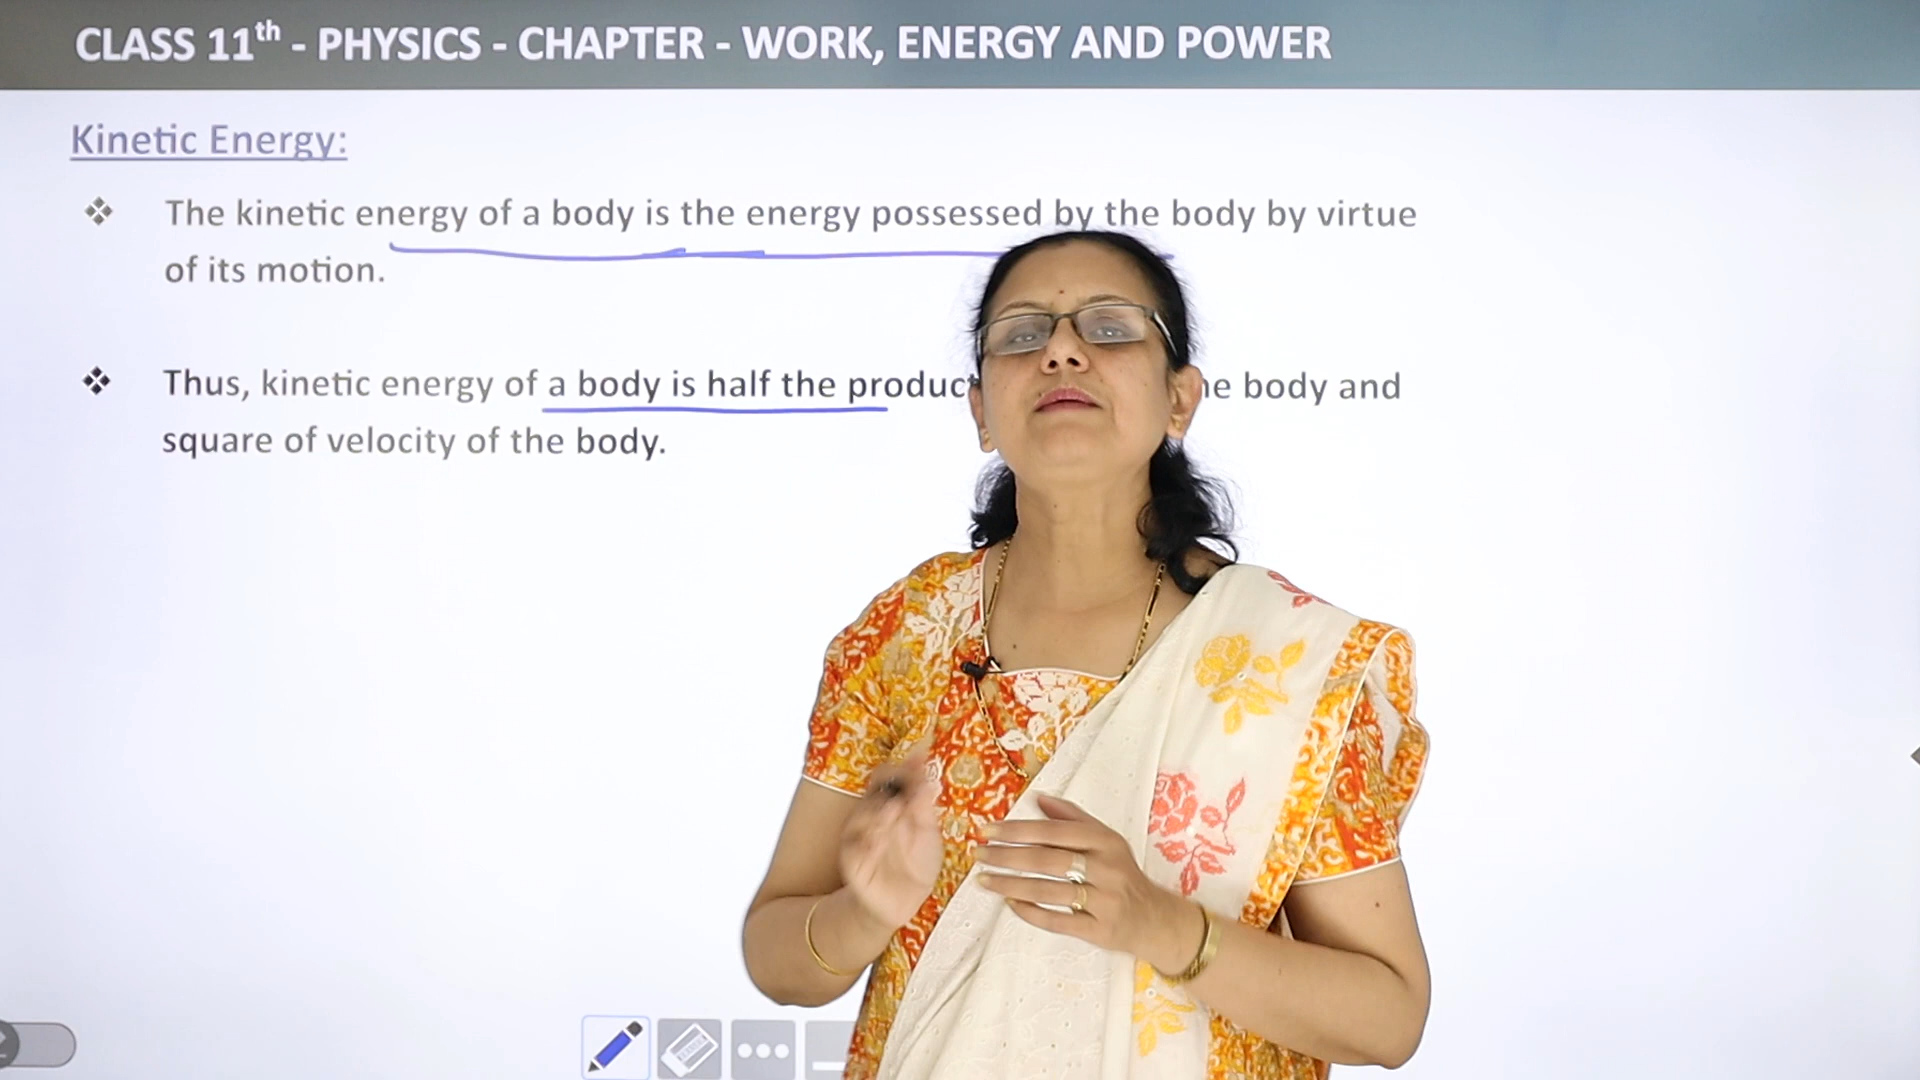 CLASS 11th - PHYSICS - CHAPTER - WORK, ENERGY AND POWER
Kinetic Energy:
The kinetic energy of a body is the energy possessed by the body by virtue
of its motion.
Thus, kinetic energy of a body is half the product body and
square of velocity of the body.